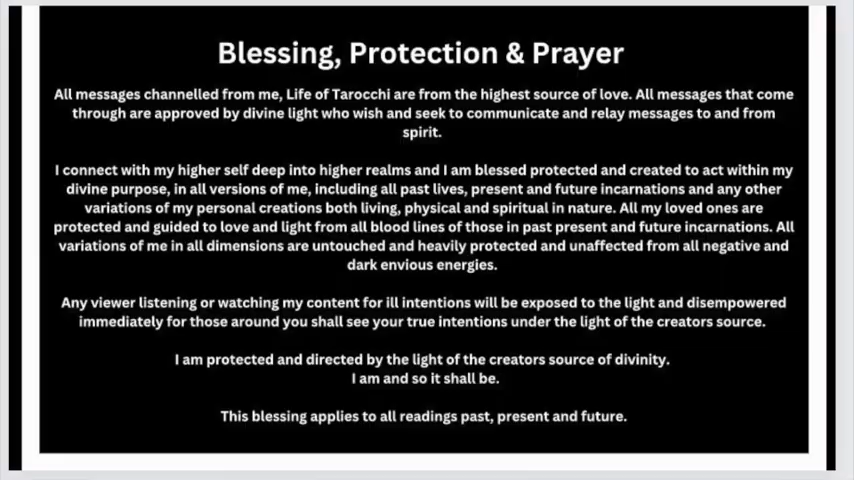 Blessing, Protection & Prayer
All messages channelled from me, Life of Tarocchi are from the highest source of love. All messages that come
through are approved by divine light who wish and seek to communicate and relay messages to and from
spirit.
I connect with my higher self deep into higher realms and I am blessed protected and created to act within my
divine purpose, in all versions of me, including all past lives, present and future incarnations and any other
variations of my personal creations both living, physical and spiritual in nature. All my loved ones are
protected and guided to love and light from all blood lines of those in past present and future incarnations. All
variations of me in all dimensions are untouched and heavily protected and unaffected from all negative and
dark envious energies.
Any viewer listening or watching my content for ill intentions will be exposed to the light and disempowered
immediately for those around you shall see your true intentions under the light of the creators source.
I am protected and directed by the light of the creators source of divinity.
I am and so it shall be.
This blessing applies to all readings past, present and future.